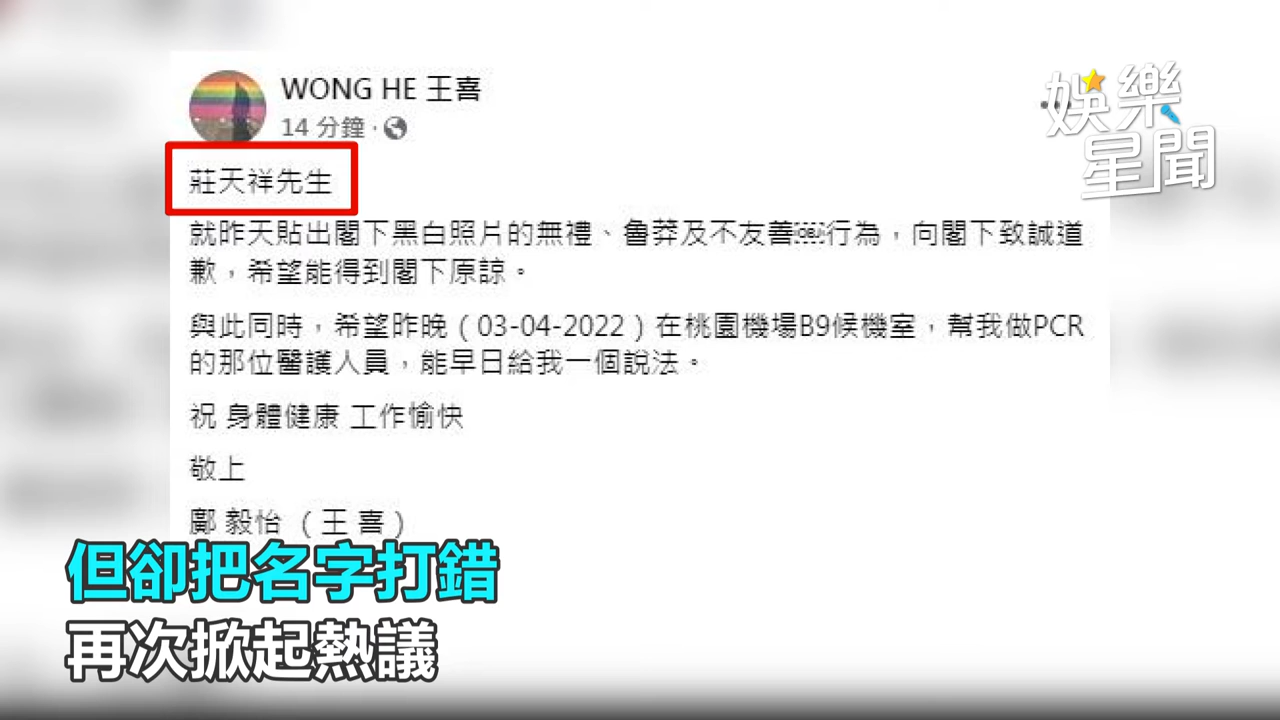 WONG HE 王喜
14 分鐘 ·
娛樂
星聞
莊天祥先生
就昨天貼出閣下黑白照片的無禮、魯莽及不友善OBJ行為，向閣下致誠道
歉，希望能得到閣下原諒。
與此同時，希望昨晚（03-04-2022）在桃園機場B9候機室，幫我做PCR
的那位醫護人員，能早日給我一個說法。
祝 身體健康 工作愉快
敬上
鄺 毅怡 （王 喜）
但卻把名字打錯
再次掀起熱議